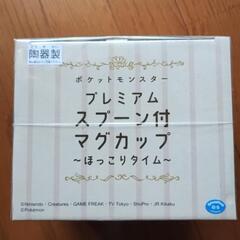 陶器製
ポケットモンスター
プレミアム
スプーン付
マグカップ
~ほっこりタイム~
©Nintendo・Creatures・GAME FREAK・TV Tokyo・ShoPro・JR Kikaku
©Pokémon